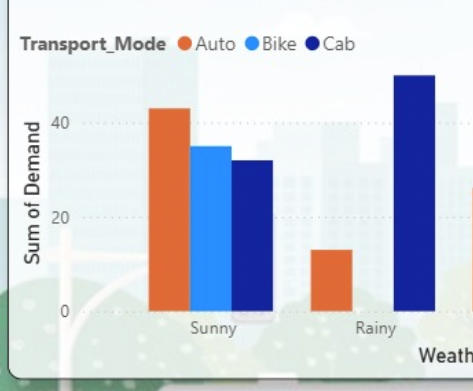 Transport_Mode Auto Bike Cab
Sum of Demand
40
20
0
Sunny Rainy
Weath